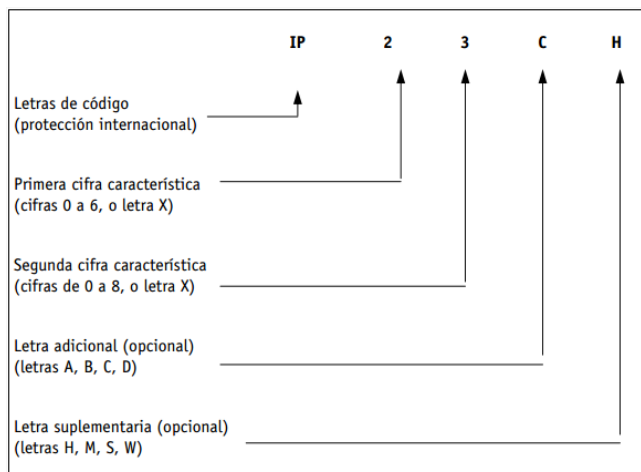 IP 2 3 C H
Letras de código
(protección internacional)
Primera cifra característica
(cifras 0 a 6, o letra X)
Segunda cifra característica
(cifras de 0 a 8, o letra X)
Letra adicional (opcional)
(letras A, B, C, D)
Letra suplementaria (opcional)
(letras H, M, S, W)